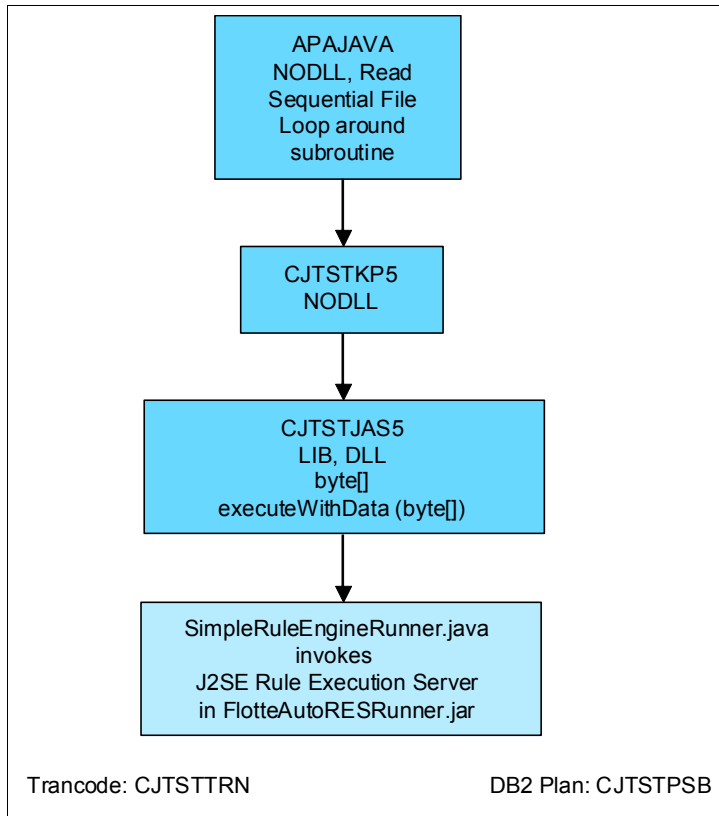 APAJAVA
NODLL, Read
Sequential File
Loop around
subroutine
CJTSTKP5
NODLL
CJTSTJAS5
LIB, DLL
byte[]
executeWithData (byte[])
SimpleRuleEngineRunner.java
invokes
J2SE Rule Execution Server
in FlotteAutoRESRunner.jar
Trancode: CJTSTTRN
DB2 Plan: CJTSTPSB